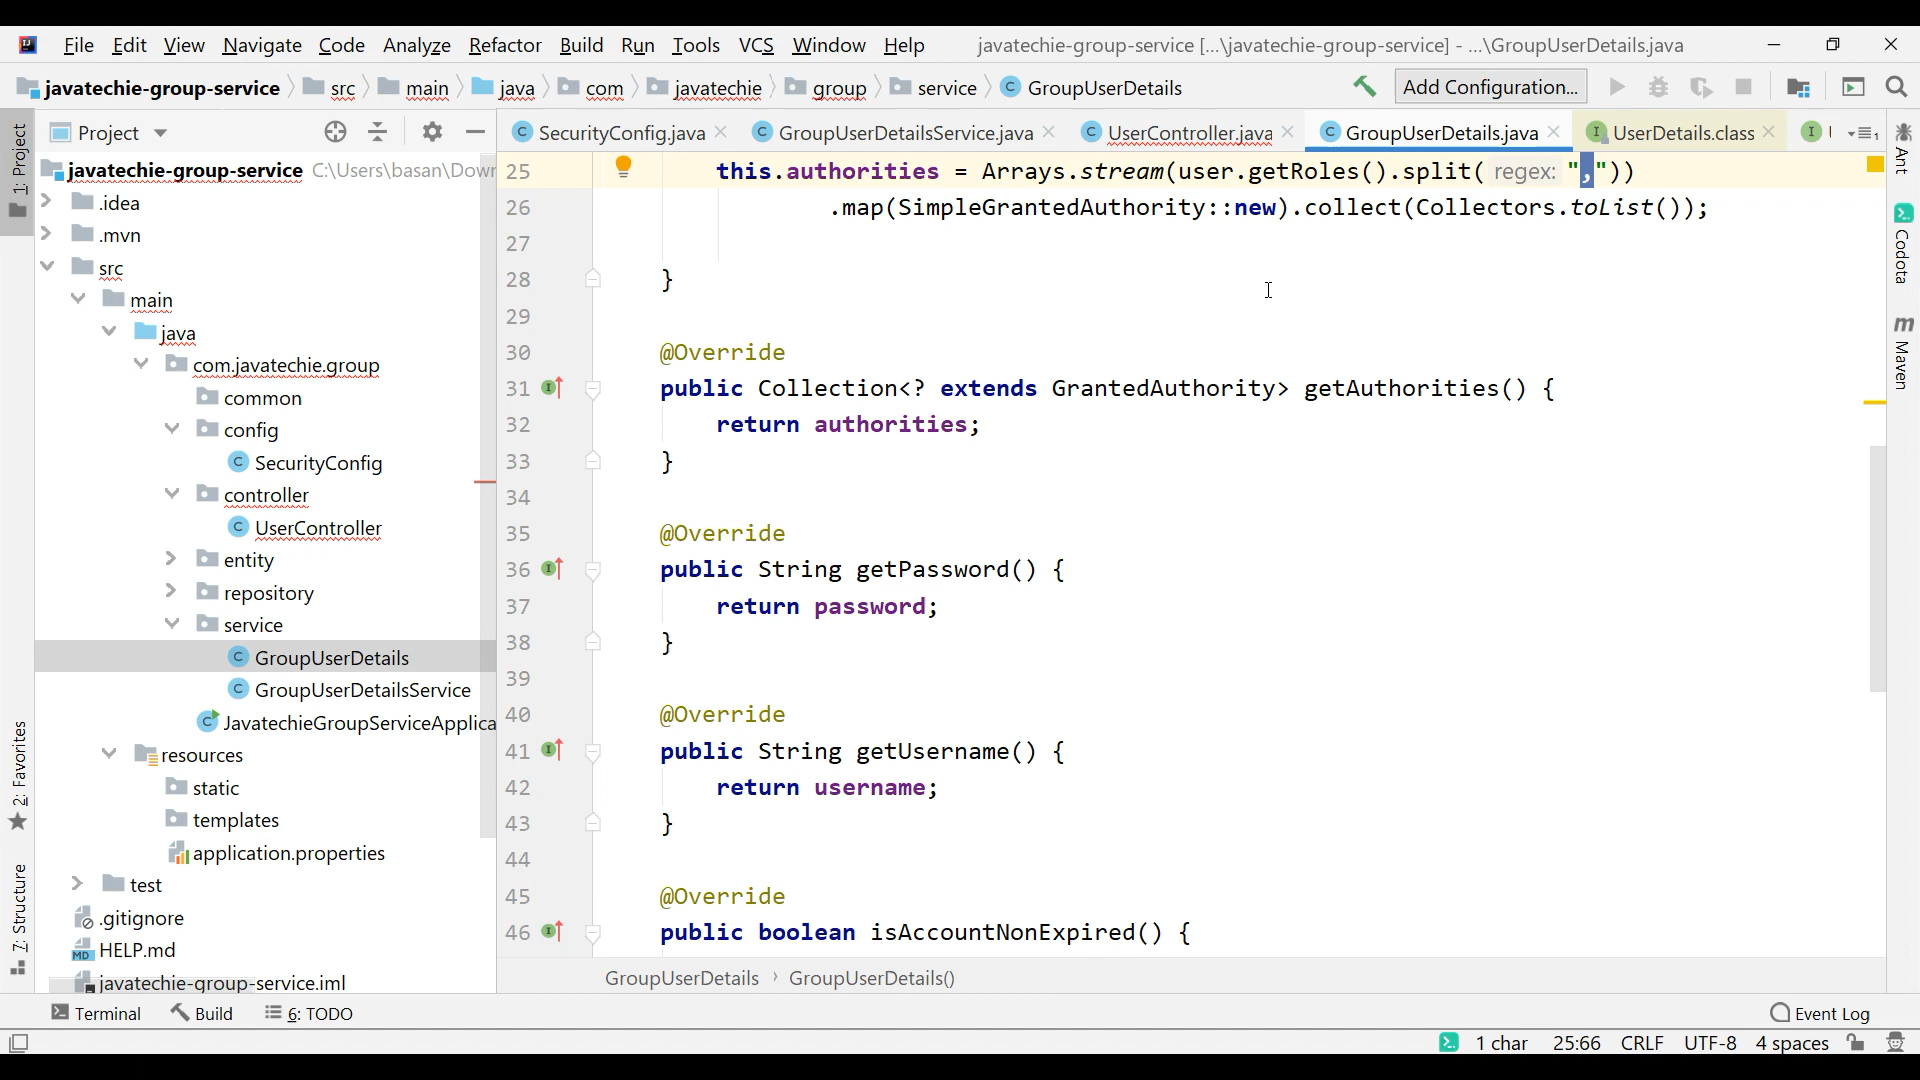 File Edit View Navigate Code Analyze Refactor Build Run Tools VCS Window Help javatechie-group-service [...\javatechie-group-service] - ...\GroupUserDetails.java
javatechie-group-service src main java com javatechie group service GroupUserDetails Add Configuration...
Project SecurityConfig.java GroupUserDetailsService.java UserController.java GroupUserDetails.java UserDetails.class
1: Project
2: Favorites
7: Structure
javatechie-group-service C:\Users\basan\Dow
.idea
.mvn
src
main
java
com.javatechie.group
common
config
SecurityConfig
controller
UserController
entity
repository
service
GroupUserDetails
GroupUserDetailsService
JavatechieGroupServiceApplica
resources
static
templates
application.properties
test
.gitignore
HELP.md
javatechie-group-service.iml
25 this.authorities = Arrays.stream(user.getRoles().split( regex: ","))
26 .map(SimpleGrantedAuthority::new).collect(Collectors.toList());
27
28 }
29
30 @Override
31 public Collection<? extends GrantedAuthority> getAuthorities() {
32 return authorities;
33 }
34
35 @Override
36 public String getPassword() {
37 return password;
38 }
39
40 @Override
41 public String getUsername() {
42 return username;
43 }
44
45 @Override
46 public boolean isAccountNonExpired() {
GroupUserDetails › GroupUserDetails()
Ant
Codota
Maven
Terminal Build 6: TODO Event Log
1 char 25:66 CRLF UTF-8 4 spaces